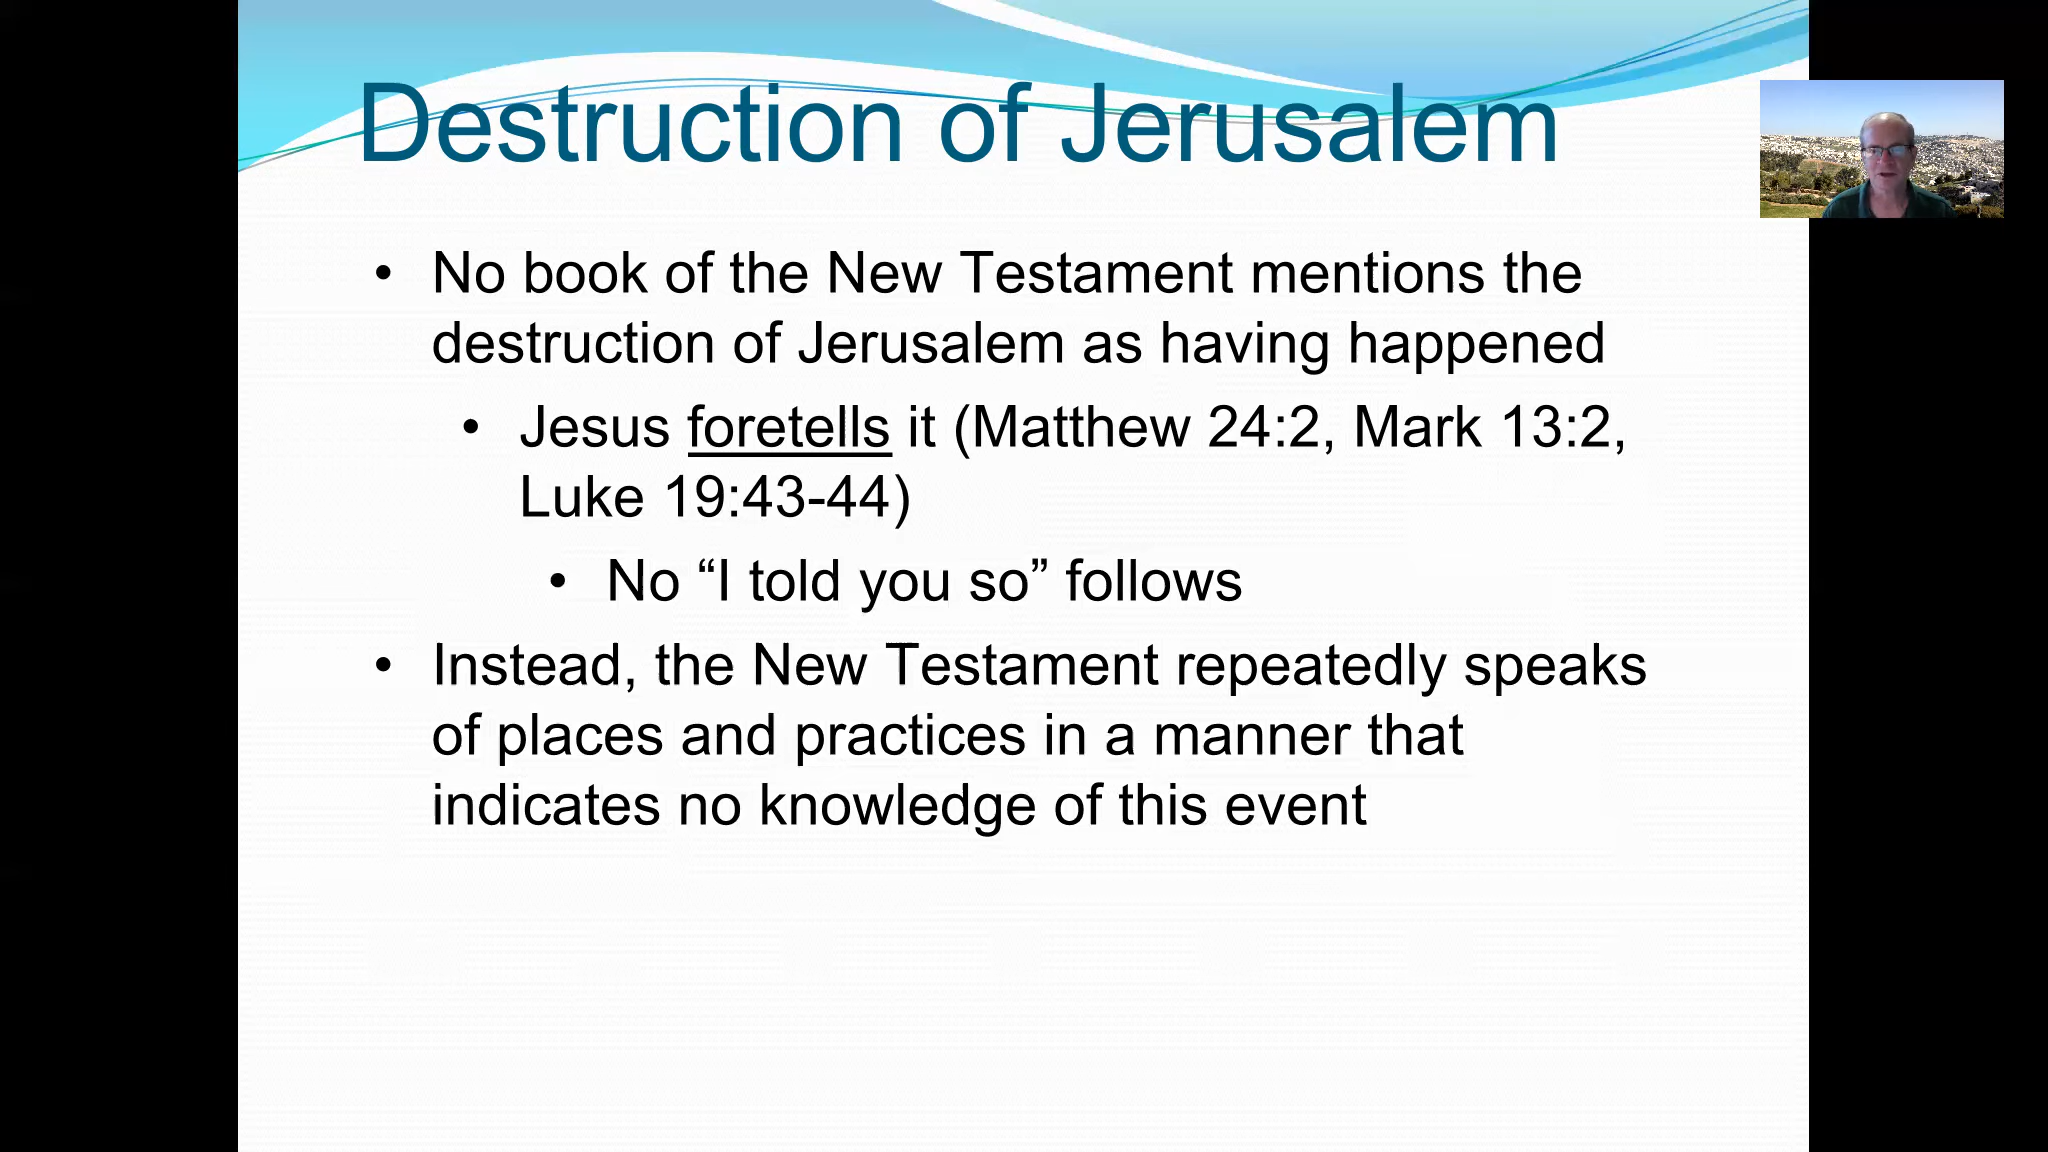 Destruction of Jerusalem
• No book of the New Testament mentions the
destruction of Jerusalem as having happened
• Jesus foretells it (Matthew 24:2, Mark 13:2,
Luke 19:43-44)
• No “I told you so” follows
• Instead, the New Testament repeatedly speaks
of places and practices in a manner that
indicates no knowledge of this event